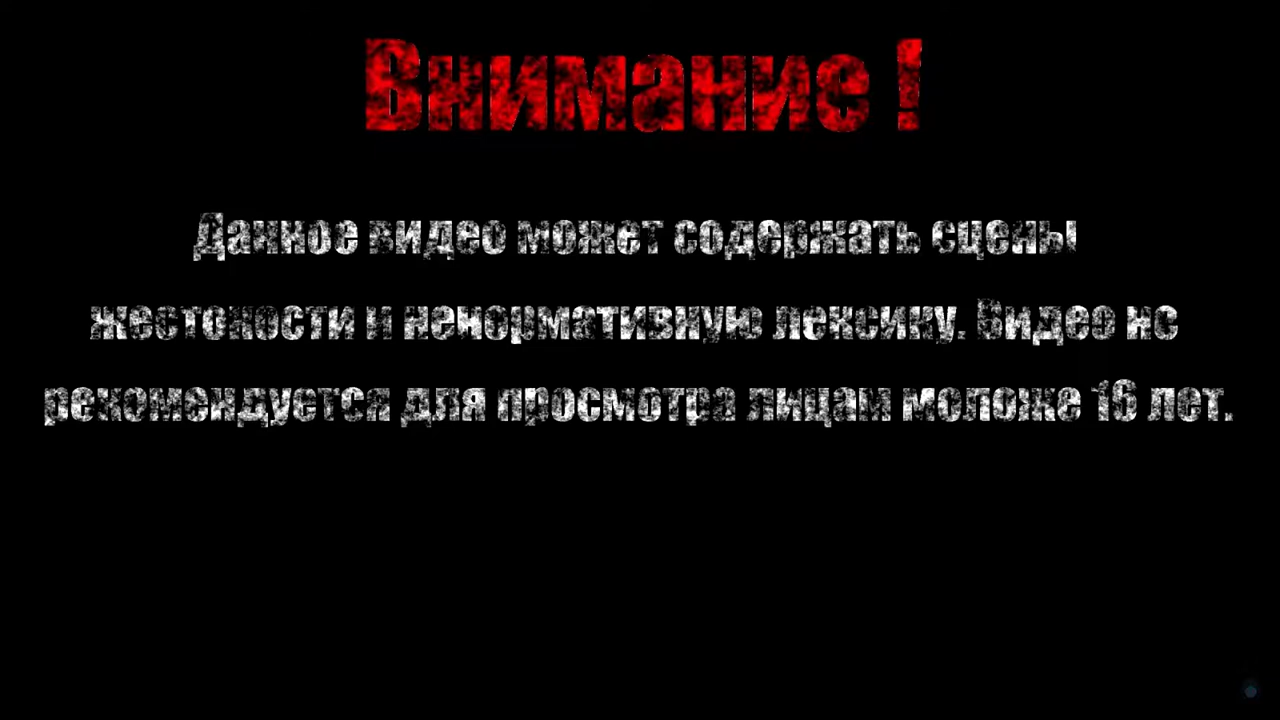 Внимание !
Данное видео может содержать сцены
жестокости и ненормативную лексику. Видео не
рекомендуется для просмотра лицам моложе 16 лет.